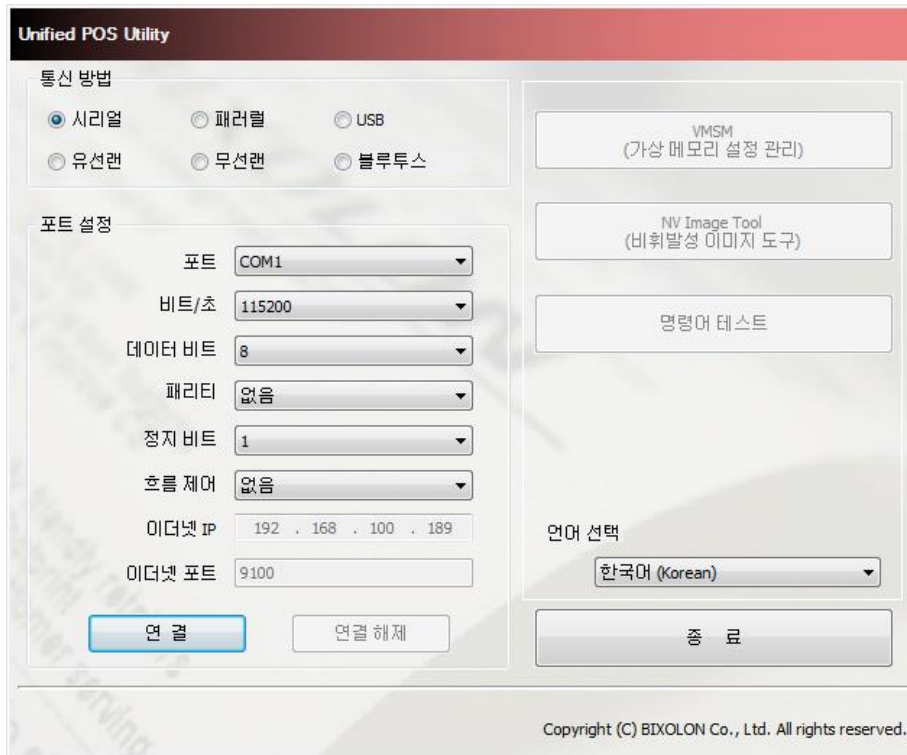 Unified POS Utility
통신 방법
시리얼 패러럴 USB
유선랜 무선랜 블루투스
포트 설정
포트 COM1
비트/초 115200
데이터 비트 8
패리티 없음
정지 비트 1
흐름 제어 없음
이더넷 IP 192 . 168 . 100 . 189
이더넷 포트 9100
연 결 연결 해제
VMSM
(가상 메모리 설정 관리)
NV Image Tool
(비휘발성 이미지 도구)
명령어 테스트
언어 선택
한국어 (Korean)
종 료
Copyright (C) BIXOLON Co., Ltd. All rights reserved.